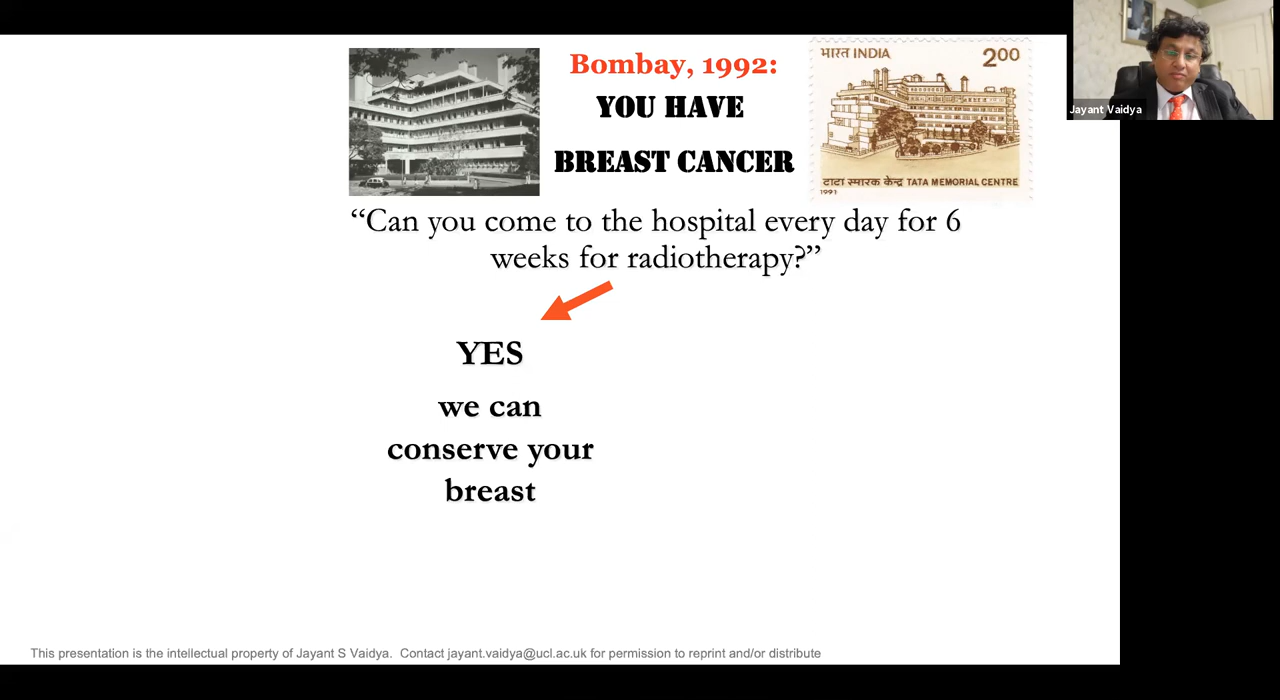 Bombay, 1992:
YOU HAVE
BREAST CANCER
भारत INDIA 2.00
टाटा स्मारक केन्द्र TATA MEMORIAL CENTRE
1991
Jayant Vaidya
“Can you come to the hospital every day for 6
weeks for radiotherapy?”
YES
we can
conserve your
breast
This presentation is the intellectual property of Jayant S Vaidya. Contact jayant.vaidya@ucl.ac.uk for permission to reprint and/or distribute